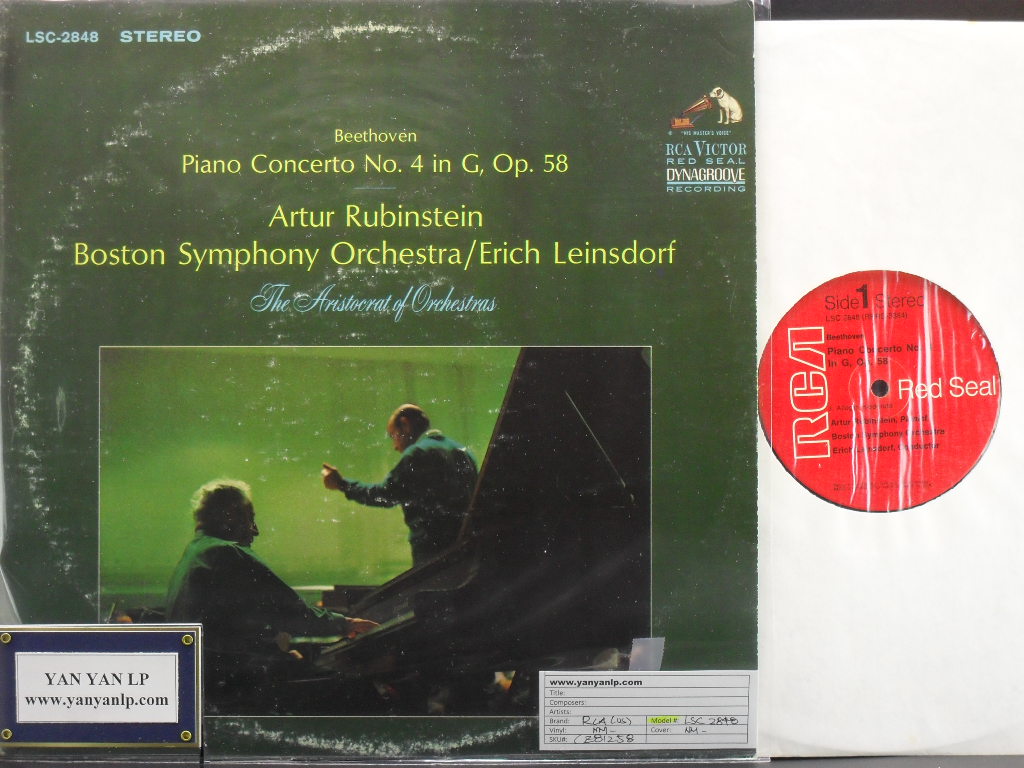 LSC-2848 STEREO
"HIS MASTER'S VOICE"
RCA VICTOR
RED SEAL
DYNAGROOVE
RECORDING
Beethoven
Piano Concerto No. 4 in G, Op. 58
Artur Rubinstein
Boston Symphony Orchestra/Erich Leinsdorf
The Aristocrat of Orchestras
Side 1 Stereo
LSC-2848
Beethoven
Piano Concerto No.
in G, Op. 58
RCA Red Seal
Artur Rubinstein, Pianist
Boston Symphony Orchestra
Erich Leinsdorf, Conductor
YAN YAN LP
www.yanyanlp.com
www.yanyanlp.com
Title:
Composers:
Artists:
Brand: RCA (US) Model #: LSC 2848
Vinyl: NM- Cover: NM-
SKU#: CZ81258